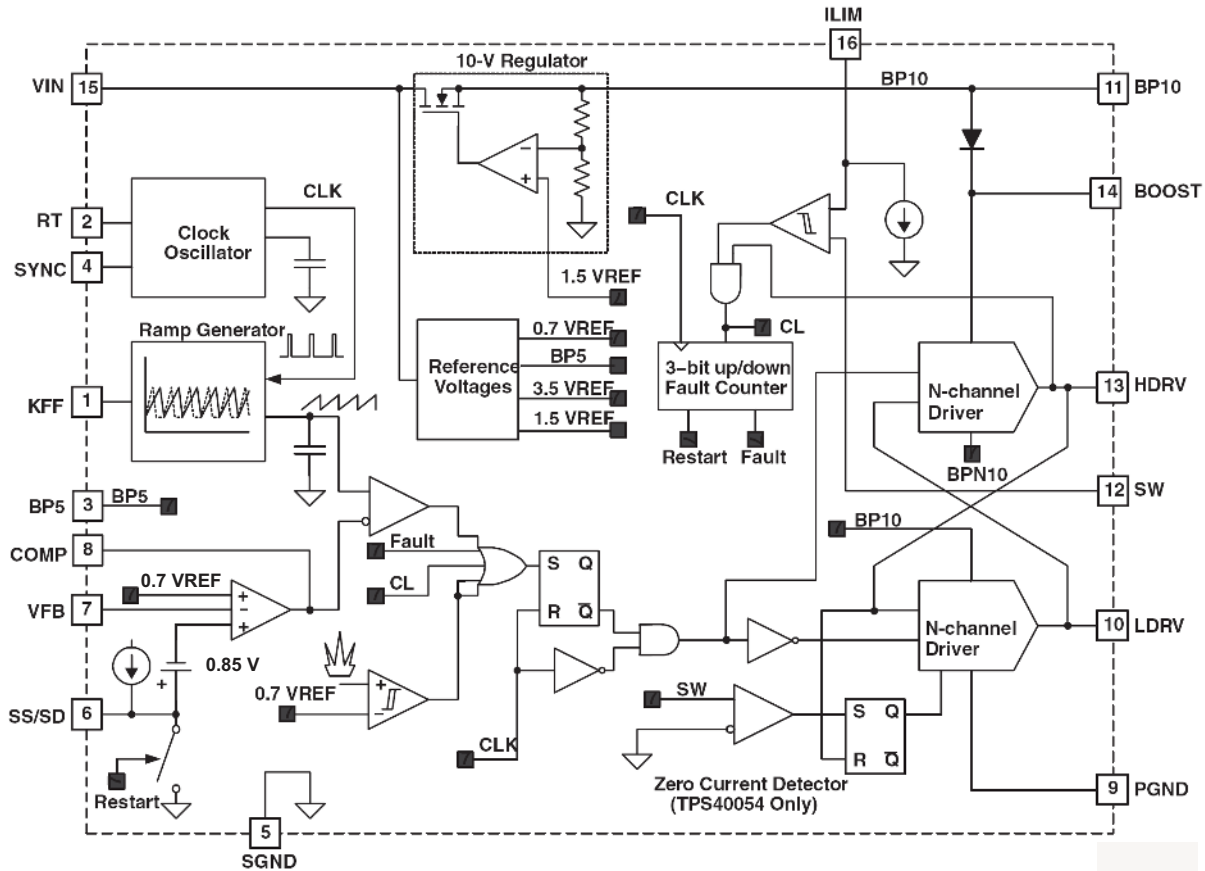 ILIM
16
10-V Regulator
BP10
VIN 15
11 BP10
CLK
CLK
14 BOOST
RT 2
Clock
Oscillator
SYNC 4
1.5 VREF
Ramp Generator
0.7 VREF
CL
Reference
Voltages
BP5
3-bit up/down
Fault Counter
3.5 VREF
N-channel
Driver
13 HDRV
KFF 1
1.5 VREF
Restart Fault
BPN10
BP5 3 BP5
12 SW
BP10
COMP 8
Fault
S Q
0.7 VREF
CL
VFB 7
R Q
N-channel
Driver
10 LDRV
0.85 V
+
−
+
+
0.7 VREF
+
−
SW
S Q
SS/SD 6
CLK
R Q
Zero Current Detector
(TPS40054 Only)
Restart
9 PGND
5
SGND
−
+